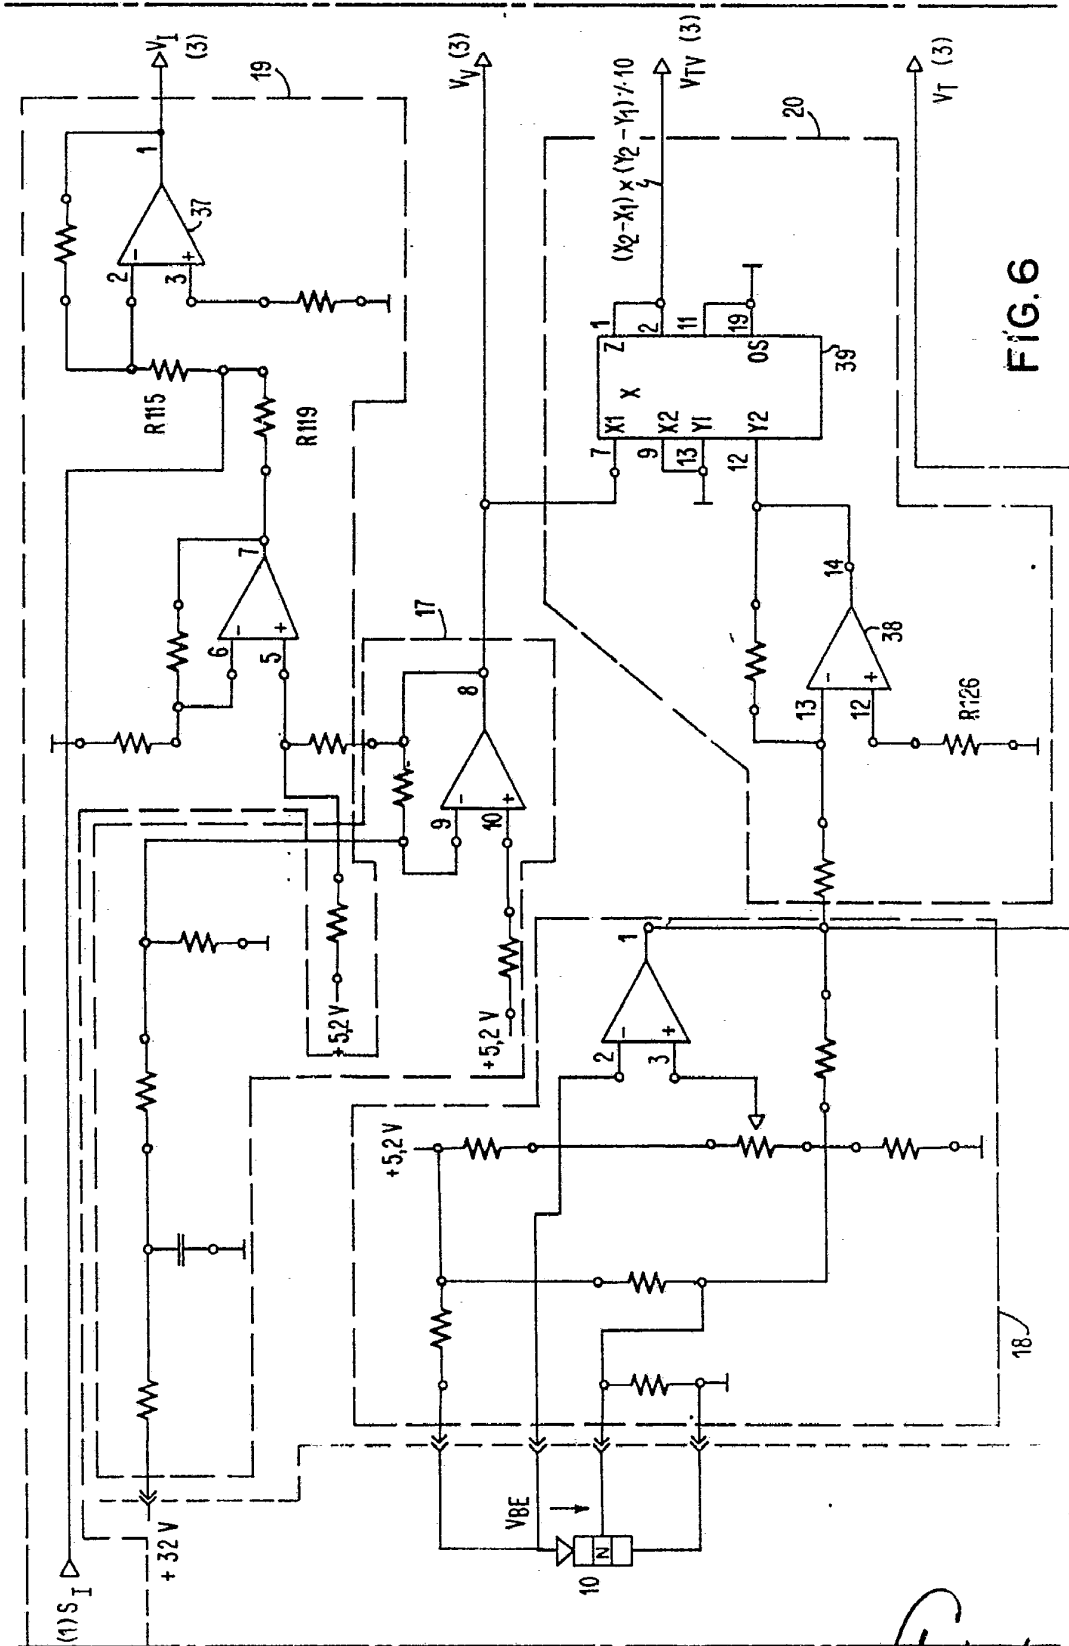 V_I (3)
19
1
37
2
-
3
+
R115
R119
7
6
-
5
+
V_V (3)
17
8
9
-
10
+
+5,2 V
+5,2 V
(X2-X1) x (Y2-Y1)%10
4
V_TV (3)
V_T (3)
20
Z 1
2
11
19
OS
X
7 X1
9 X2
13 Y1
12 Y2
39
14
38
13
-
12
+
R126
FIG. 6
1
2
-
3
+
+5,2 V
18
(1) S_I
+32 V
V_BE
N
10